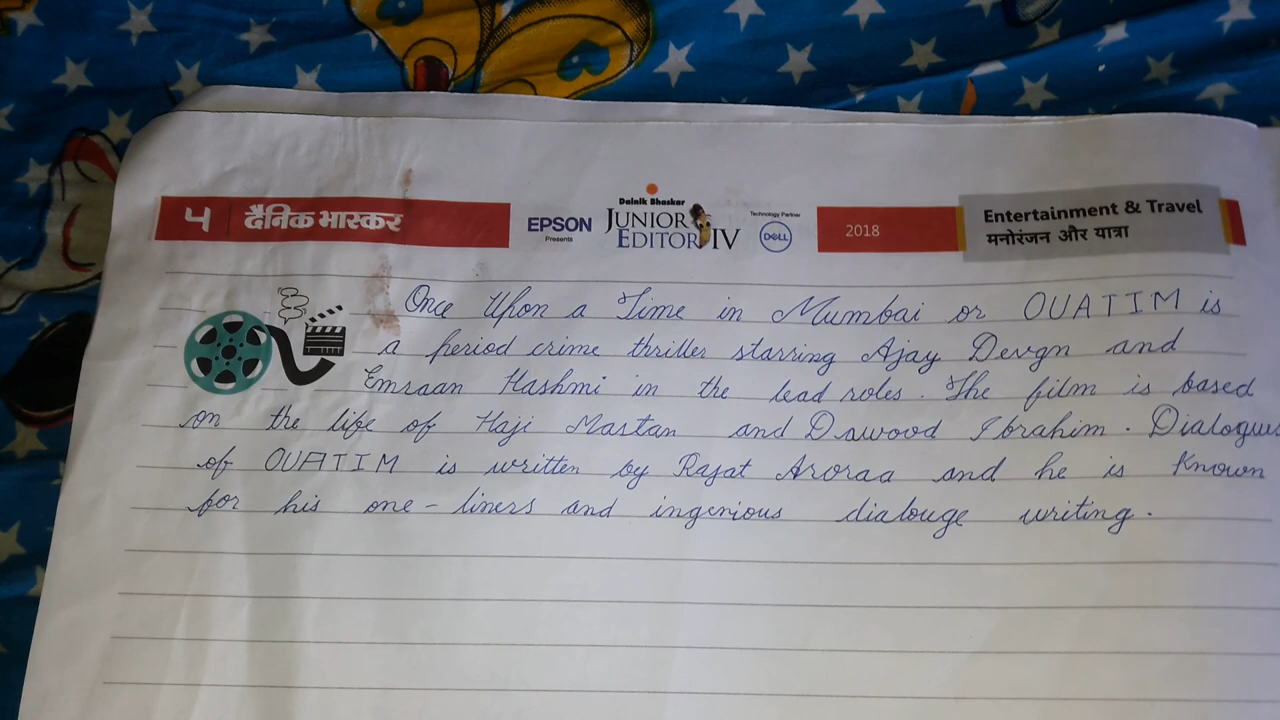 ४ दैनिक भास्कर
EPSON
Presents
Dainik Bhaskar
JUNIOR
EDITOR IV
Technology Partner
DELL
2018
Entertainment & Travel
मनोरंजन और यात्रा
Once Upon a Time in Mumbai or OUATIM is
a period crime thriller starring Ajay Devgn and
Emraan Hashmi in the lead roles. The film is based
on the life of Haji Mastan and Dawood Ibrahim. Dialogues
of OUATIM is written by Rajat Aroraa and he is Known
for his one-liners and ingenious dialouge writing.